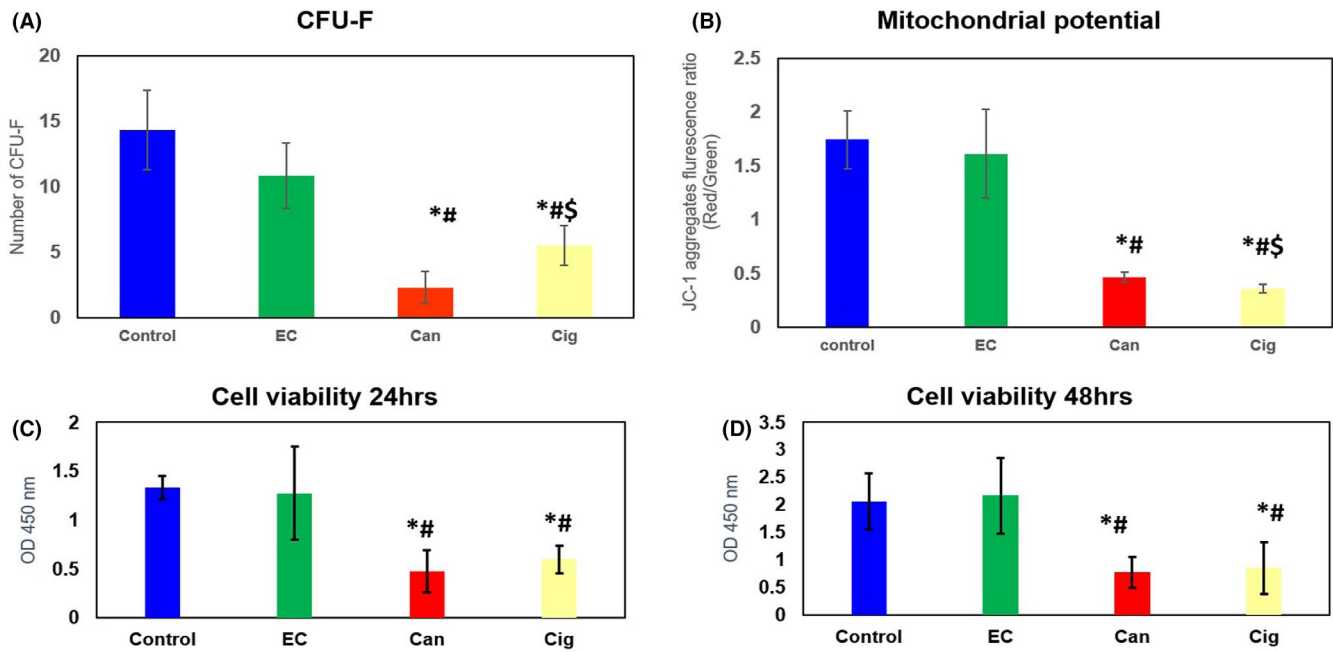 (A)
CFU-F
Number of CFU-F
20
15
10
5
0
*#
*#$
Control EC Can Cig
(B)
Mitochondrial potential
JC-1 aggregates flurescence ratio
(Red/Green)
2.5
2
1.5
1
0.5
0
*#
*#$
control EC Can Cig
(C)
Cell viability 24hrs
OD 450 nm
2
1.5
1
0.5
0
*#
*#
Control EC Can Cig
(D)
Cell viability 48hrs
OD 450 nm
3.5
3
2.5
2
1.5
1
0.5
0
*#
*#
Control EC Can Cig